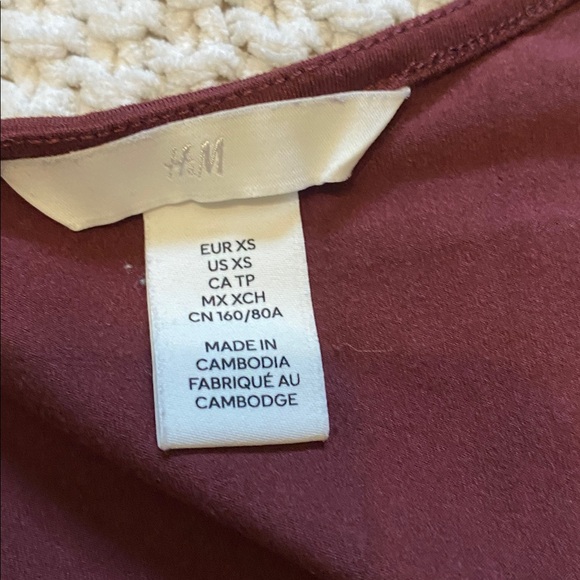 H&M
EUR XS
US XS
CA TP
MX XCH
CN 160/80A
MADE IN
CAMBODIA
FABRIQUÉ AU
CAMBODGE